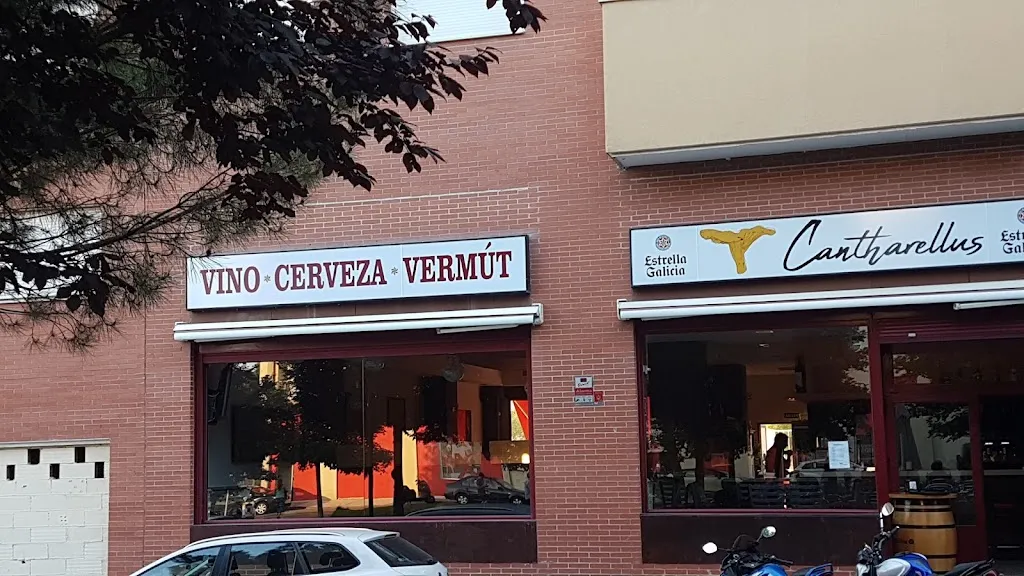 VINO * CERVEZA * VERMÚT
Estrella
Galicia
Cantharellus